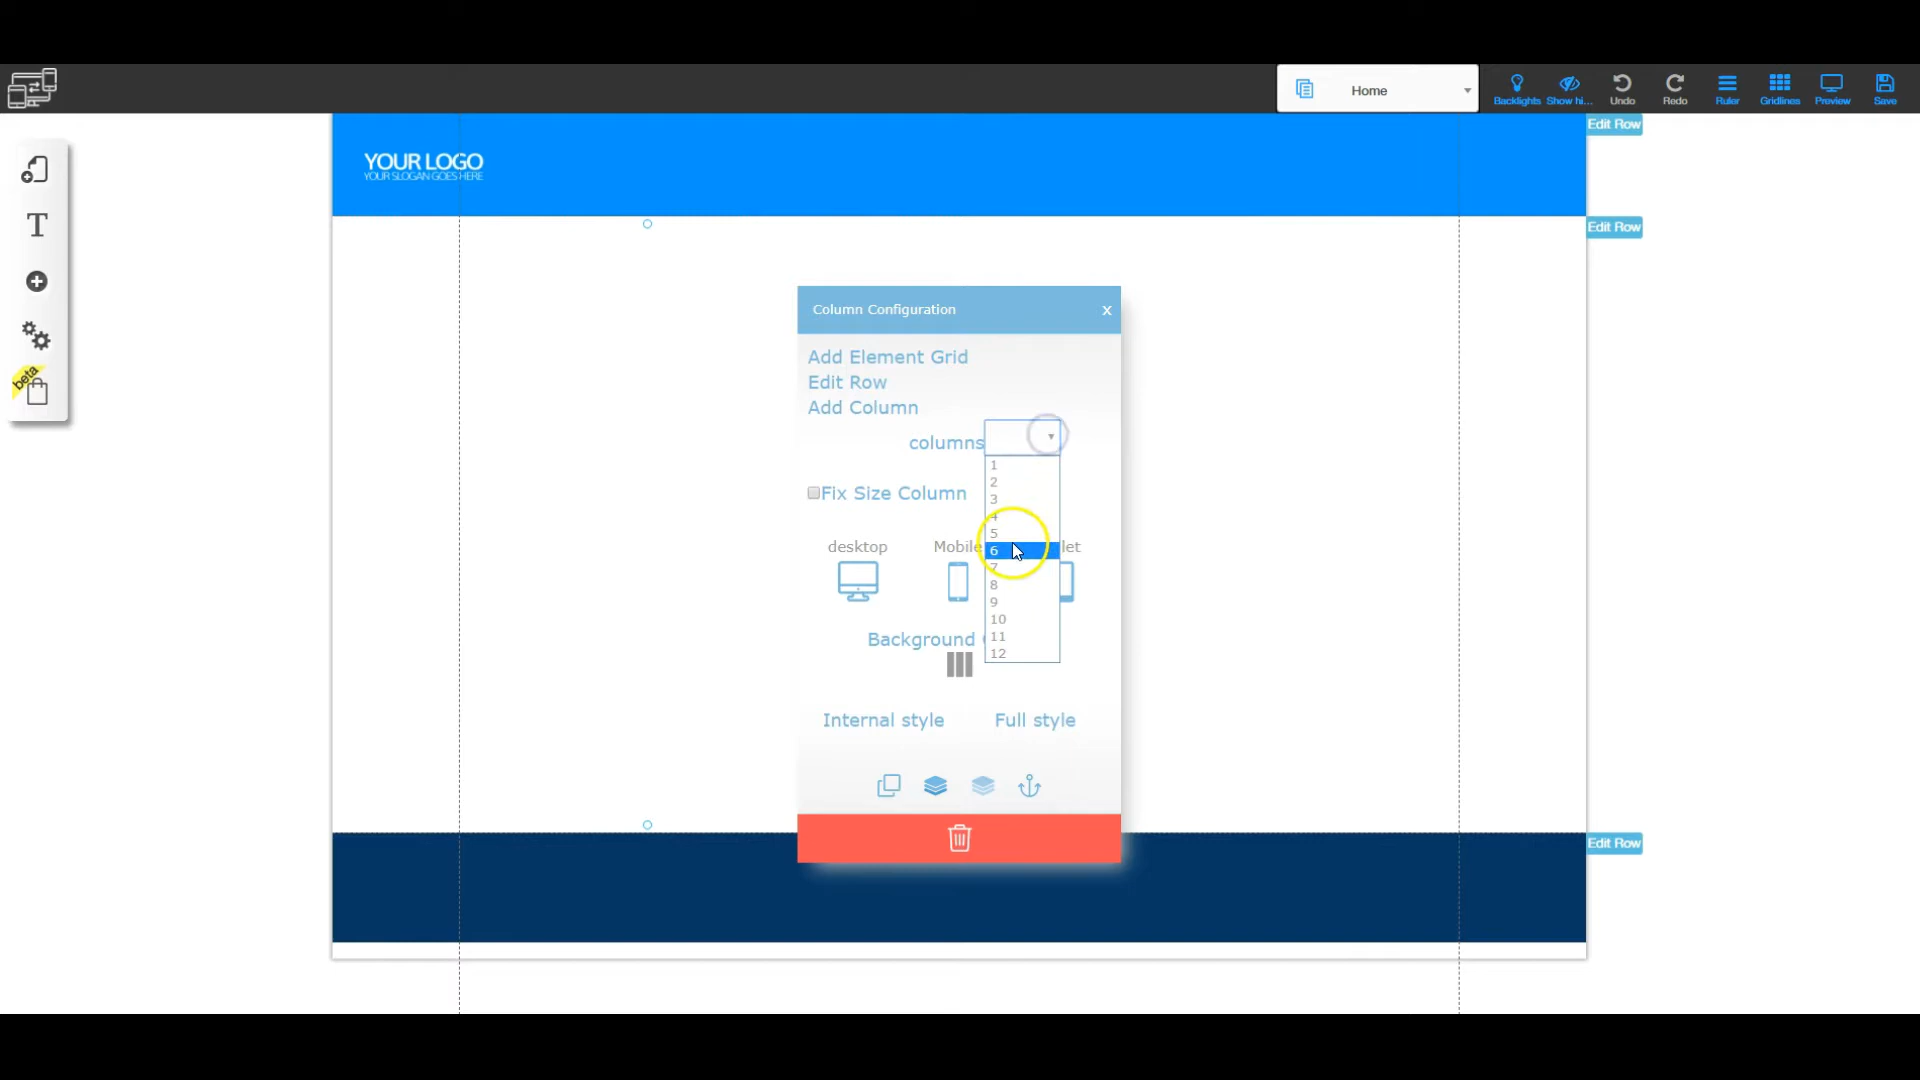 Home
Backlights
Show hi...
Undo
Redo
Ruler
Gridlines
Preview
Save
Edit Row
YOUR LOGO
YOUR SLOGAN GOES HERE
Edit Row
beta
Column Configuration
x
Add Element Grid
Edit Row
Add Column
columns
1
2
3
4
5
6
7
8
9
10
11
12
Fix Size Column
desktop
Mobile
let
Background
Internal style
Full style
Edit Row